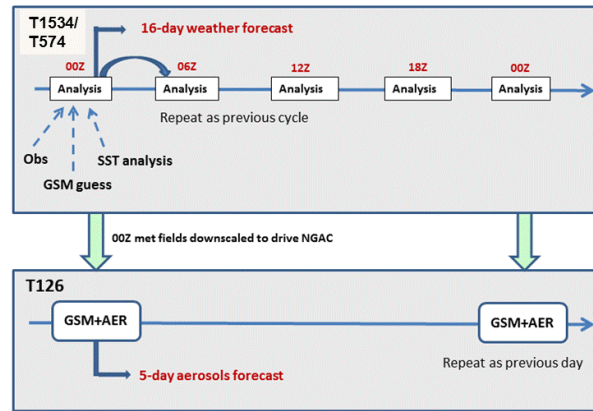 T1534/
T574
16-day weather forecast
00Z
06Z
12Z
18Z
00Z
Analysis
Analysis
Analysis
Analysis
Analysis
Repeat as previous cycle
Obs
SST analysis
GSM guess
00Z met fields downscaled to drive NGAC
T126
GSM+AER
GSM+AER
Repeat as previous day
5-day aerosols forecast